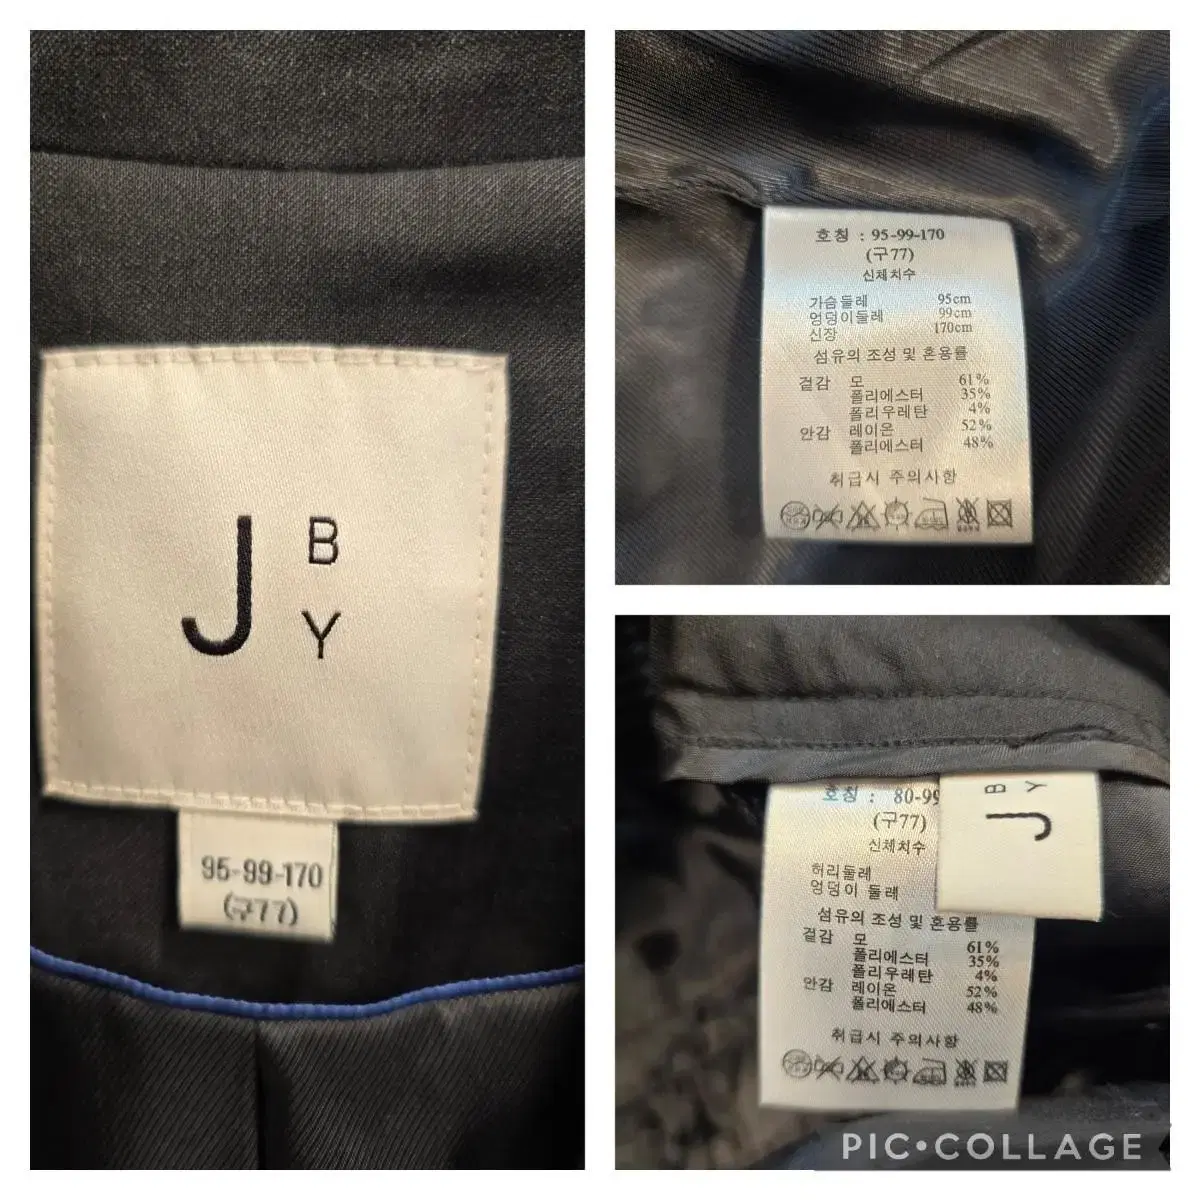 J BY
95-99-170
(구77)
호칭 : 95-99-170
(구77)
신체치수
가슴둘레 95cm
엉덩이둘레 99cm
신장 170cm
섬유의 조성 및 혼용률
겉감 모 61%
폴리에스터 35%
폴리우레탄 4%
안감 레이온 52%
폴리에스터 48%
취급시 주의사항
호칭 : 80-99
(구77)
신체치수
허리둘레
엉덩이 둘레
섬유의 조성 및 혼용률
겉감 모 61%
폴리에스터 35%
폴리우레탄 4%
안감 레이온 52%
폴리에스터 48%
취급시 주의사항
J BY
PIC•COLLAGE